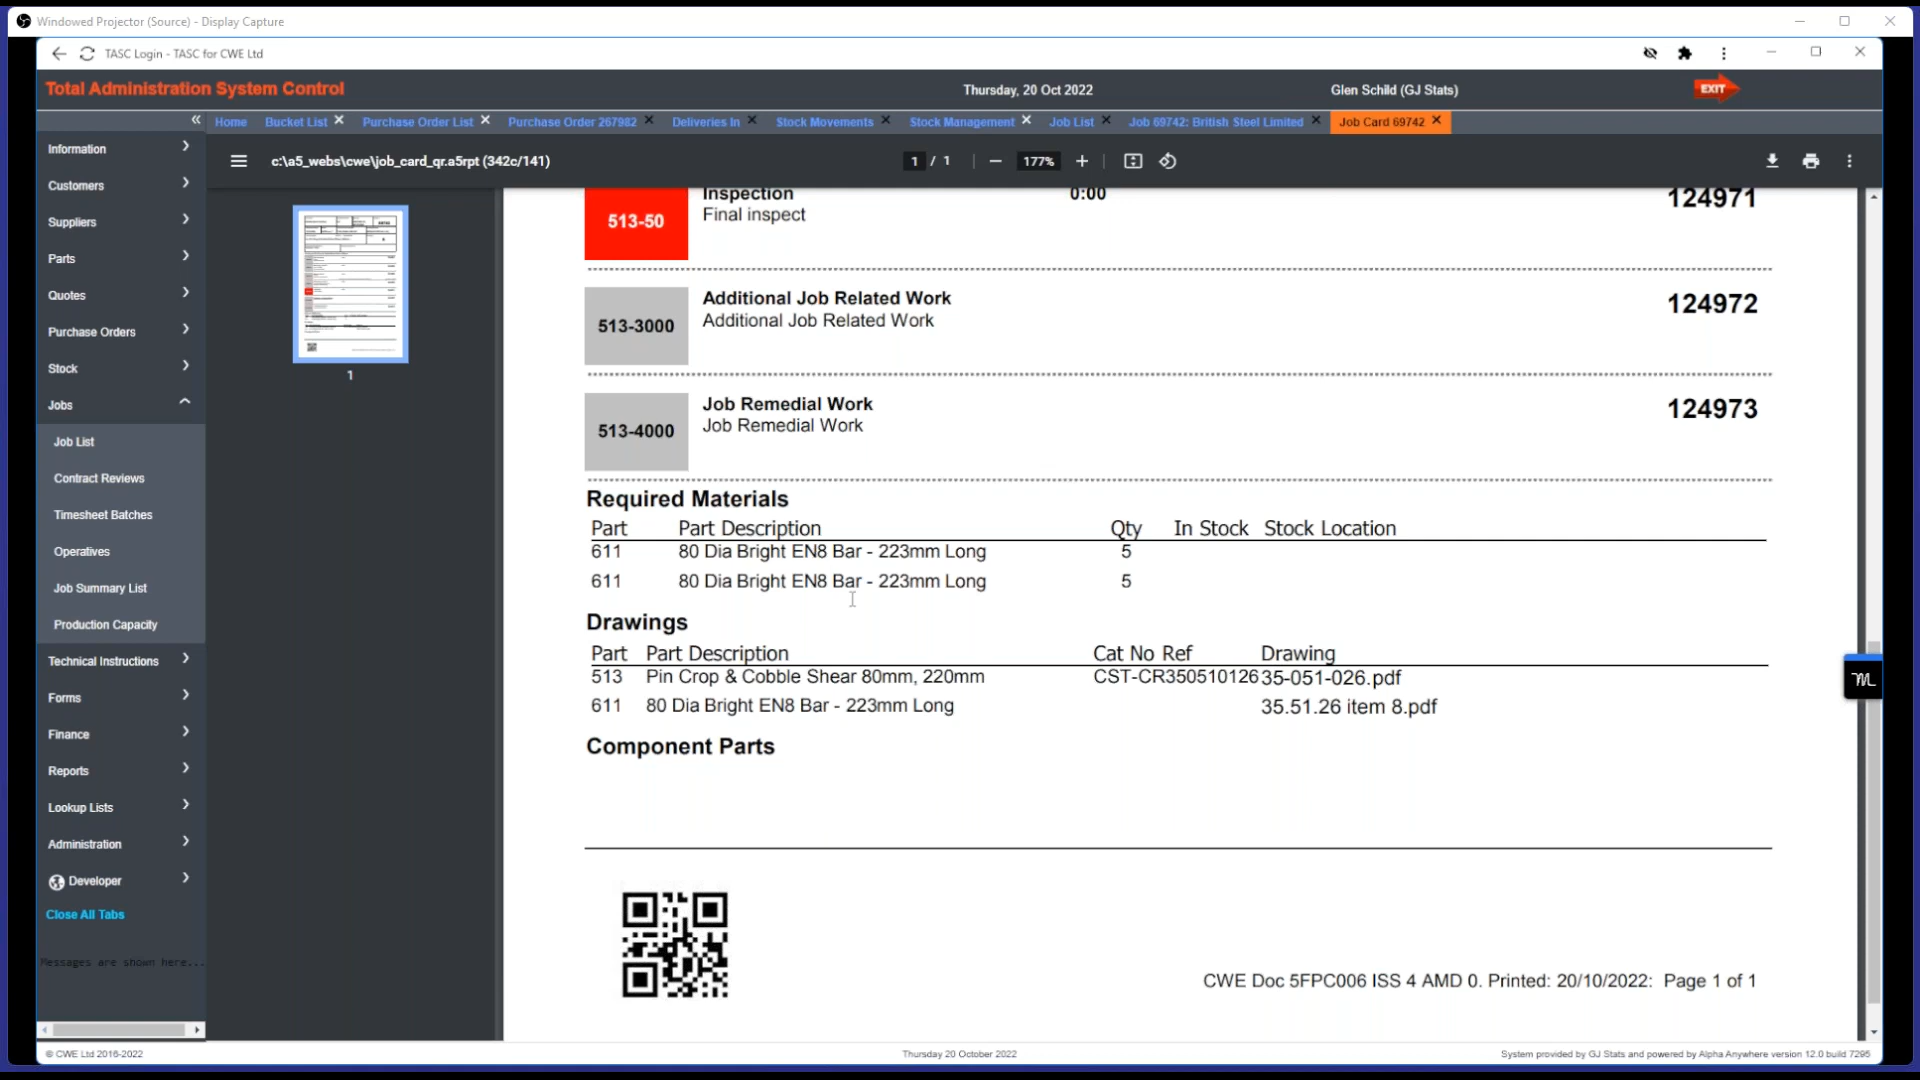 Windowed Projector (Source) - Display Capture
TASC Login - TASC for CWE Ltd
Total Administration System Control
Thursday, 20 Oct 2022
Glen Schild (GJ Stats)
EXIT
Home
Bucket List
Purchase Order List
Purchase Order 267982
Deliveries In
Stock Movements
Stock Management
Job List
Job 69742: British Steel Limited
Job Card 69742
c:\a5_webs\cwe\job_card_qr.a5rpt (342c/141)
1 / 1
177%
Information
Customers
Suppliers
Parts
Quotes
Purchase Orders
Stock
Jobs
Job List
Contract Reviews
Timesheet Batches
Operatives
Job Summary List
Production Capacity
Technical Instructions
Forms
Finance
Reports
Lookup Lists
Administration
Developer
Close All Tabs
Messages are shown here...
1
513-50 Inspection 0:00 124971
Final inspect
513-3000 Additional Job Related Work 124972
Additional Job Related Work
513-4000 Job Remedial Work 124973
Job Remedial Work
Required Materials
Part Part Description Qty In Stock Stock Location
611 80 Dia Bright EN8 Bar - 223mm Long 5
611 80 Dia Bright EN8 Bar - 223mm Long 5
Drawings
Part Part Description Cat No Ref Drawing
513 Pin Crop & Cobble Shear 80mm, 220mm CST-CR350510126 35-051-026.pdf
611 80 Dia Bright EN8 Bar - 223mm Long 35.51.26 item 8.pdf
Component Parts
CWE Doc 5FPC006 ISS 4 AMD 0. Printed: 20/10/2022: Page 1 of 1
© CWE Ltd 2016-2022
Thursday 20 October 2022
System provided by GJ Stats and powered by Alpha Anywhere version 12.0 build 7295